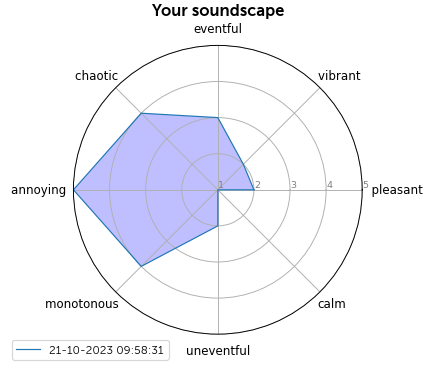 Your soundscape
eventful
chaotic
vibrant
annoying
1
2
3
4
5
pleasant
monotonous
calm
uneventful
21-10-2023 09:58:31